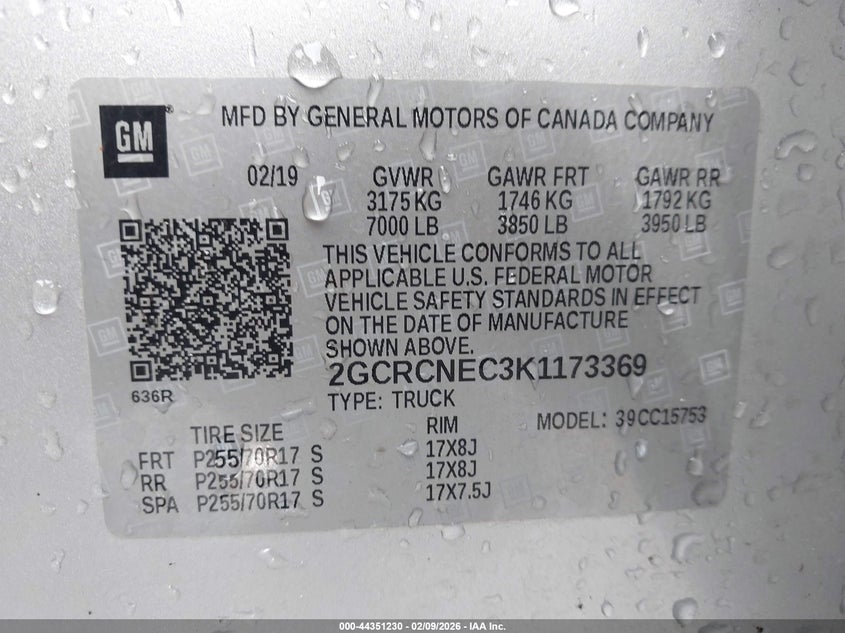 GM
MFD BY GENERAL MOTORS OF CANADA COMPANY
02/19 GVWR GAWR FRT GAWR RR
3175 KG 1746 KG 1792 KG
7000 LB 3850 LB 3950 LB
THIS VEHICLE CONFORMS TO ALL
APPLICABLE U.S. FEDERAL MOTOR
VEHICLE SAFETY STANDARDS IN EFFECT
ON THE DATE OF MANUFACTURE
SHOWN ABOVE.
2GCRCNEC3K1173369
636R
TYPE: TRUCK
MODEL: 39CC15753
TIRE SIZE RIM
FRT P255/70R17 S 17X8J
RR P255/70R17 S 17X8J
SPA P255/70R17 S 17X7.5J
000-44351230 - 02/09/2026 - IAA Inc.